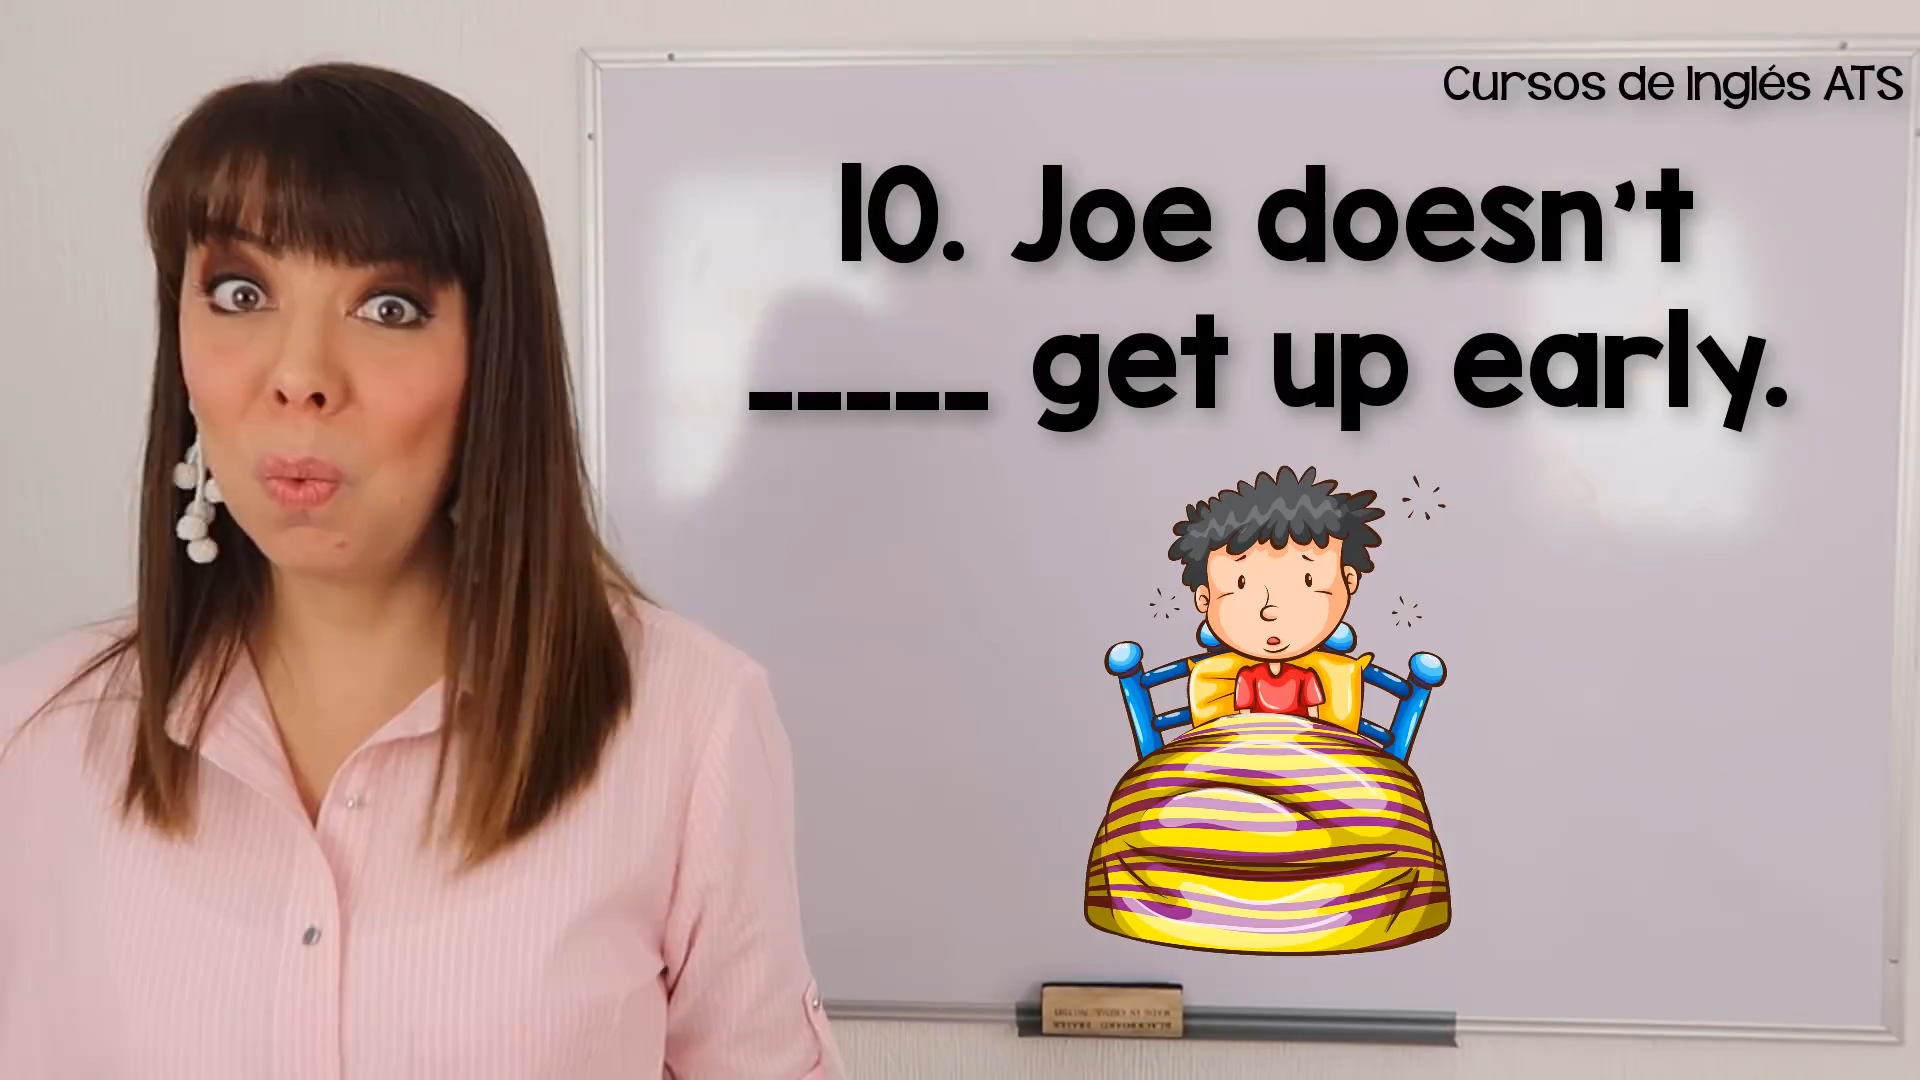 Cursos de Inglés ATS
10. Joe doesn't
_____ get up early.